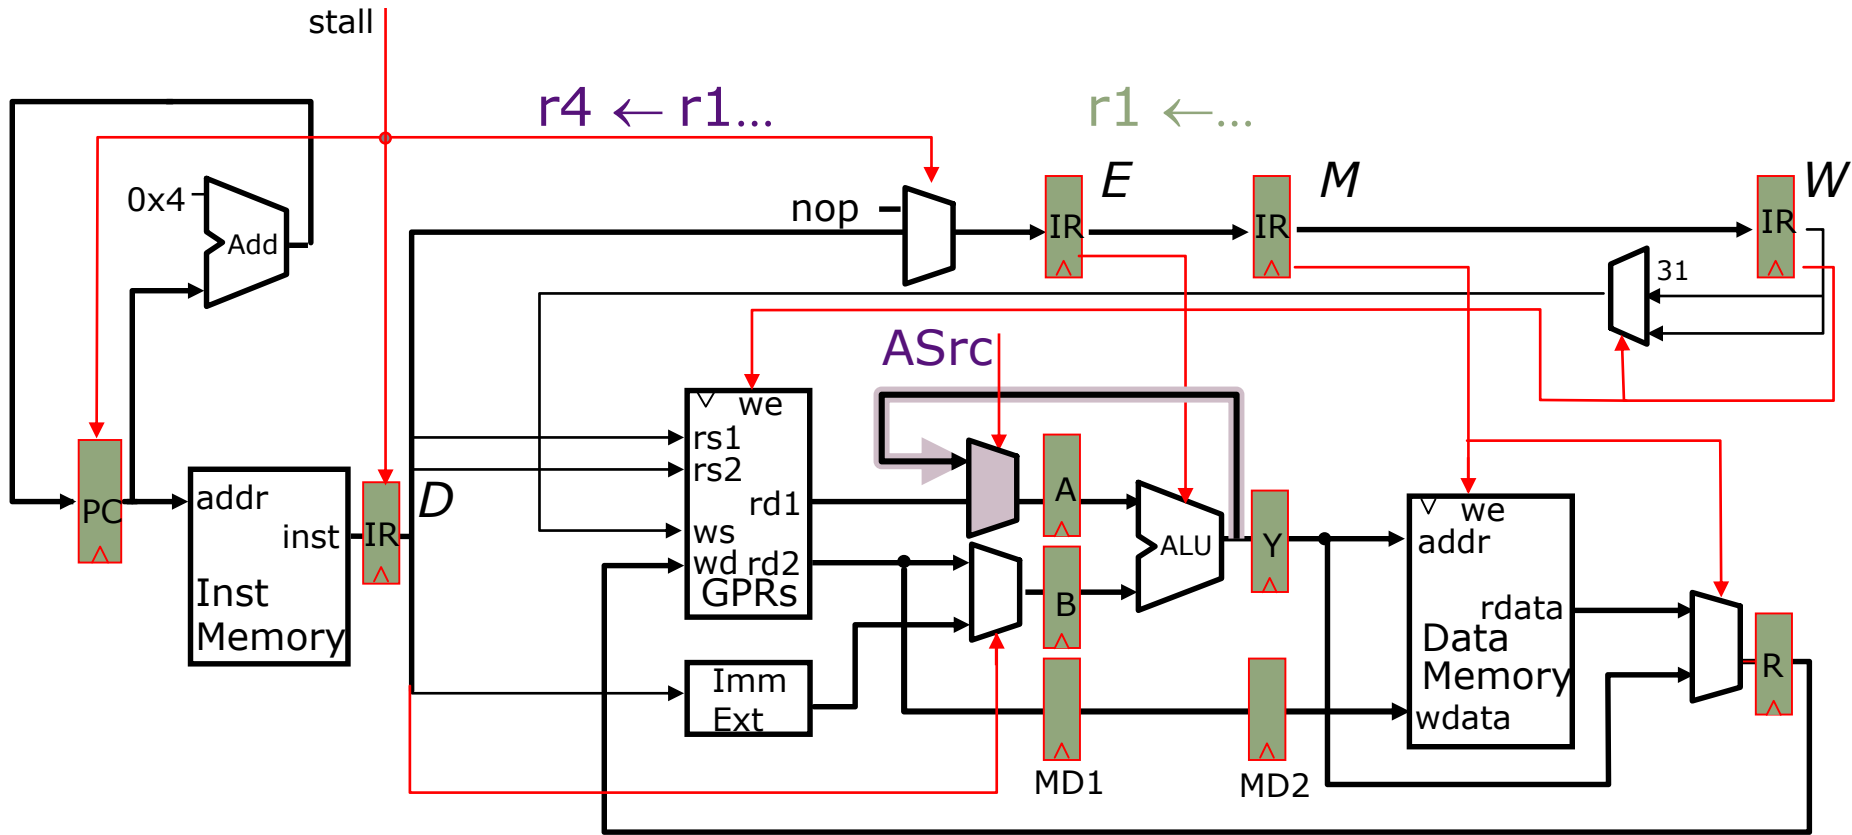 stall
r4 ← r1...
r1 ←...
E
M
W
0x4
nop
IR
IR
IR
Add
31
ASrc
we
rs1
rs2
rd1
A
PC
addr
inst
IR
D
ws
wd rd2
GPRs
ALU
Y
we
addr
B
Inst
Memory
rdata
Data
Memory
wdata
R
Imm
Ext
MD1
MD2